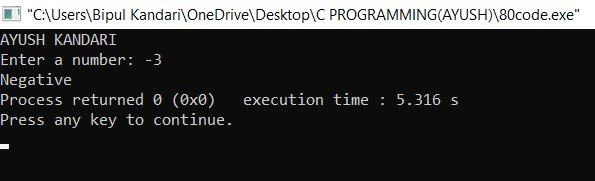 "C:\Users\Bipul Kandari\OneDrive\Desktop\C PROGRAMMING(AYUSH)\80code.exe"
AYUSH KANDARI
Enter a number: -3
Negative
Process returned 0 (0x0)   execution time : 5.316 s
Press any key to continue.